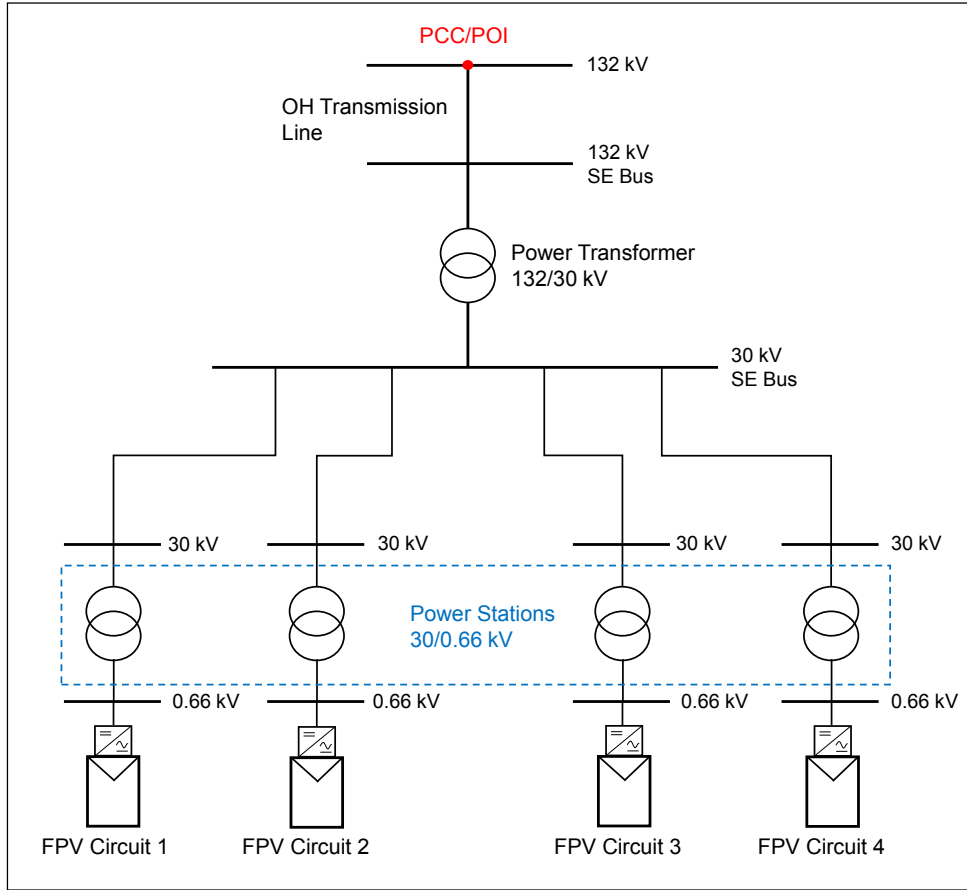 PCC/POI
132 kV
OH Transmission
Line
132 kV
SE Bus
Power Transformer
132/30 kV
30 kV
SE Bus
30 kV
30 kV
30 kV
30 kV
Power Stations
30/0.66 kV
0.66 kV
0.66 kV
0.66 kV
0.66 kV
FPV Circuit 1
FPV Circuit 2
FPV Circuit 3
FPV Circuit 4